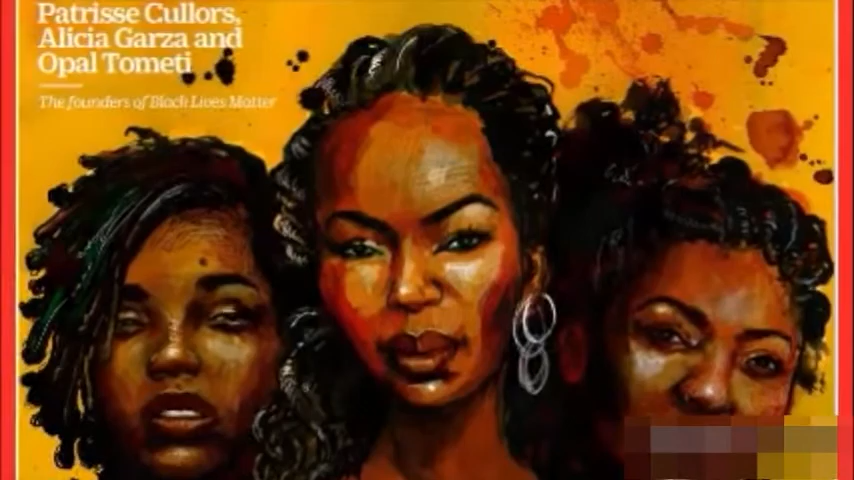 Patrisse Cullors,
Alicia Garza and
Opal Tometi
The founders of Black Lives Matter